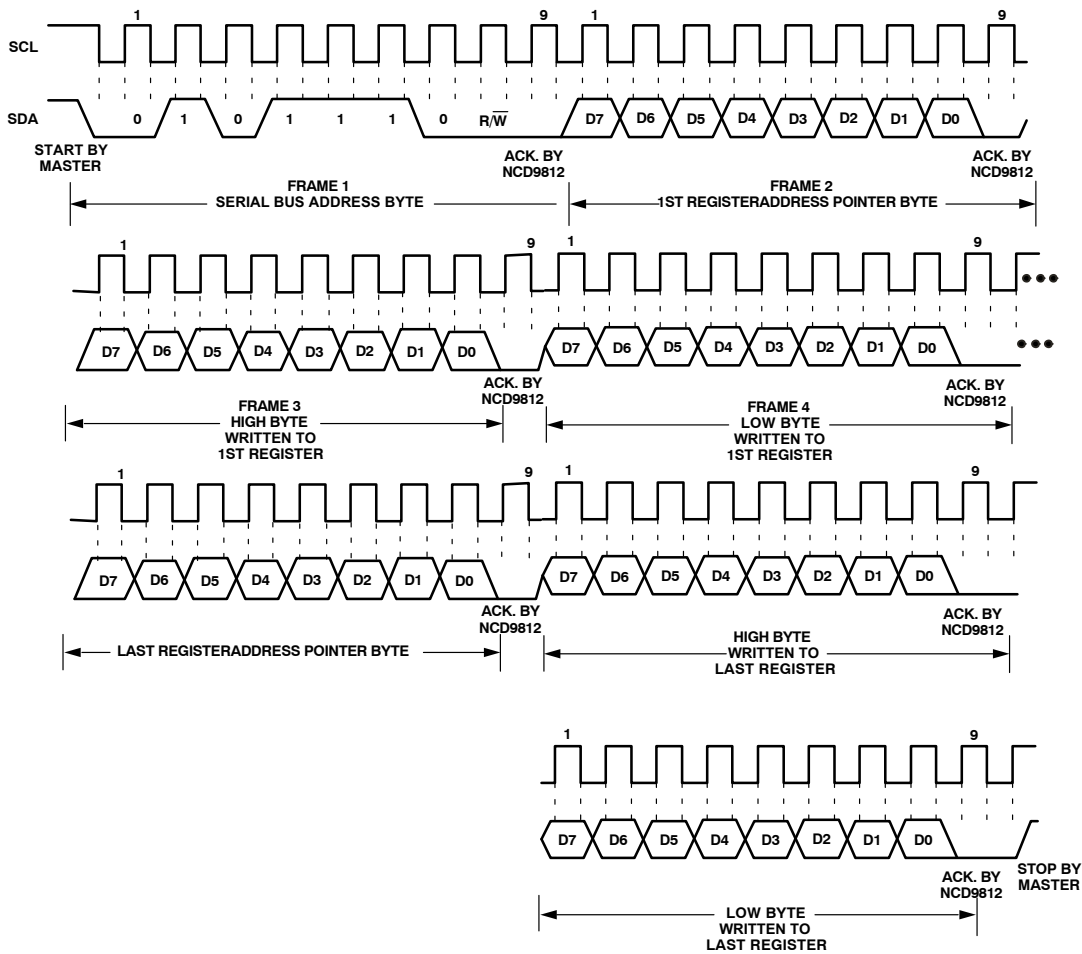 1 9 1 9
SCL
SDA
0 1 0 1 1 1 0 R/W̅ D7 D6 D5 D4 D3 D2 D1 D0
START BY
MASTER
ACK. BY
NCD9812
ACK. BY
NCD9812
FRAME 1
SERIAL BUS ADDRESS BYTE
FRAME 2
1ST REGISTERADDRESS POINTER BYTE
1 9 1 9
D7 D6 D5 D4 D3 D2 D1 D0 D7 D6 D5 D4 D3 D2 D1 D0
ACK. BY
NCD9812
ACK. BY
NCD9812
FRAME 3
HIGH BYTE
WRITTEN TO
1ST REGISTER
FRAME 4
LOW BYTE
WRITTEN TO
1ST REGISTER
1 9 1 9
D7 D6 D5 D4 D3 D2 D1 D0 D7 D6 D5 D4 D3 D2 D1 D0
ACK. BY
NCD9812
ACK. BY
NCD9812
LAST REGISTERADDRESS POINTER BYTE
HIGH BYTE
WRITTEN TO
LAST REGISTER
1 9
D7 D6 D5 D4 D3 D2 D1 D0
ACK. BY
NCD9812
STOP BY
MASTER
LOW BYTE
WRITTEN TO
LAST REGISTER